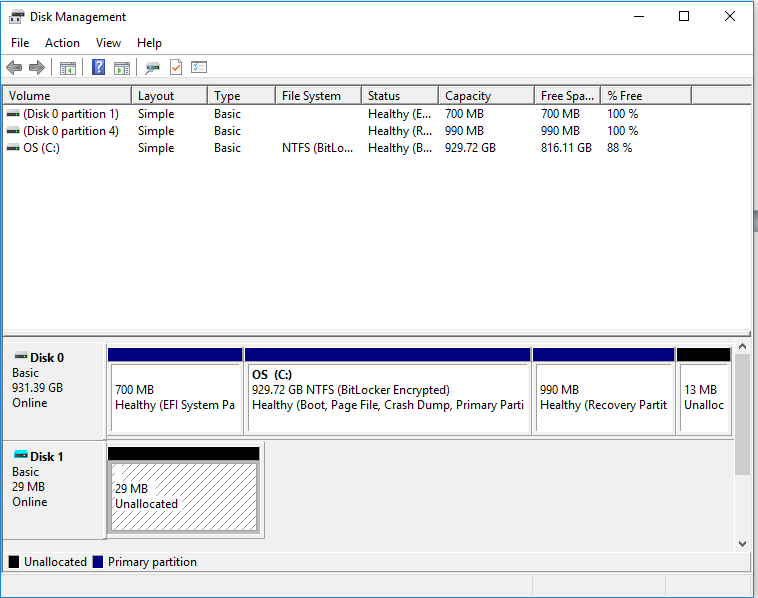 Disk Management
File Action View Help
Volume Layout Type File System Status Capacity Free Spa... % Free
(Disk 0 partition 1) Simple Basic Healthy (E... 700 MB 700 MB 100 %
(Disk 0 partition 4) Simple Basic Healthy (R... 990 MB 990 MB 100 %
OS (C:) Simple Basic NTFS (BitLo... Healthy (B... 929.72 GB 816.11 GB 88 %
Disk 0
Basic
931.39 GB
Online
700 MB
Healthy (EFI System Pa
OS (C:)
929.72 GB NTFS (BitLocker Encrypted)
Healthy (Boot, Page File, Crash Dump, Primary Parti
990 MB
Healthy (Recovery Partit
13 MB
Unalloc
Disk 1
Basic
29 MB
Online
29 MB
Unallocated
Unallocated Primary partition